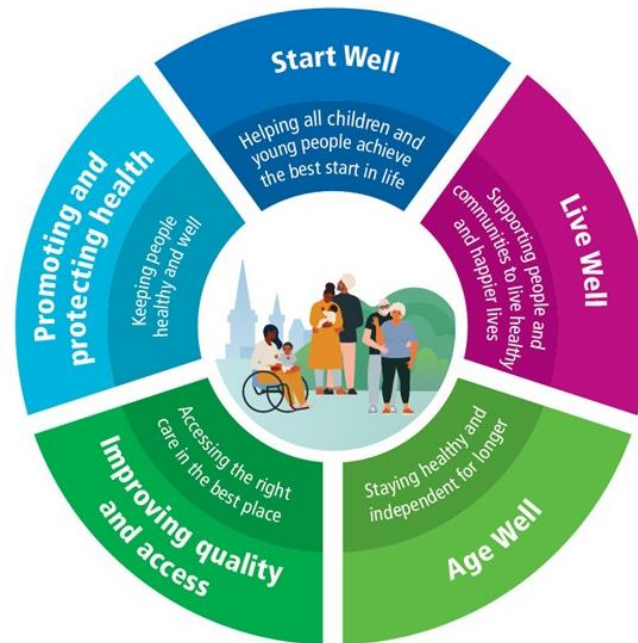 Start Well
Helping all children and
young people achieve
the best start in life
Live Well
Supporting people and
communities to live healthy
and happier lives
Age Well
Staying healthy and
independent for longer
Improving quality
and access
Accessing the right
care in the best place
Promoting and
protecting health
Keeping people
healthy and well